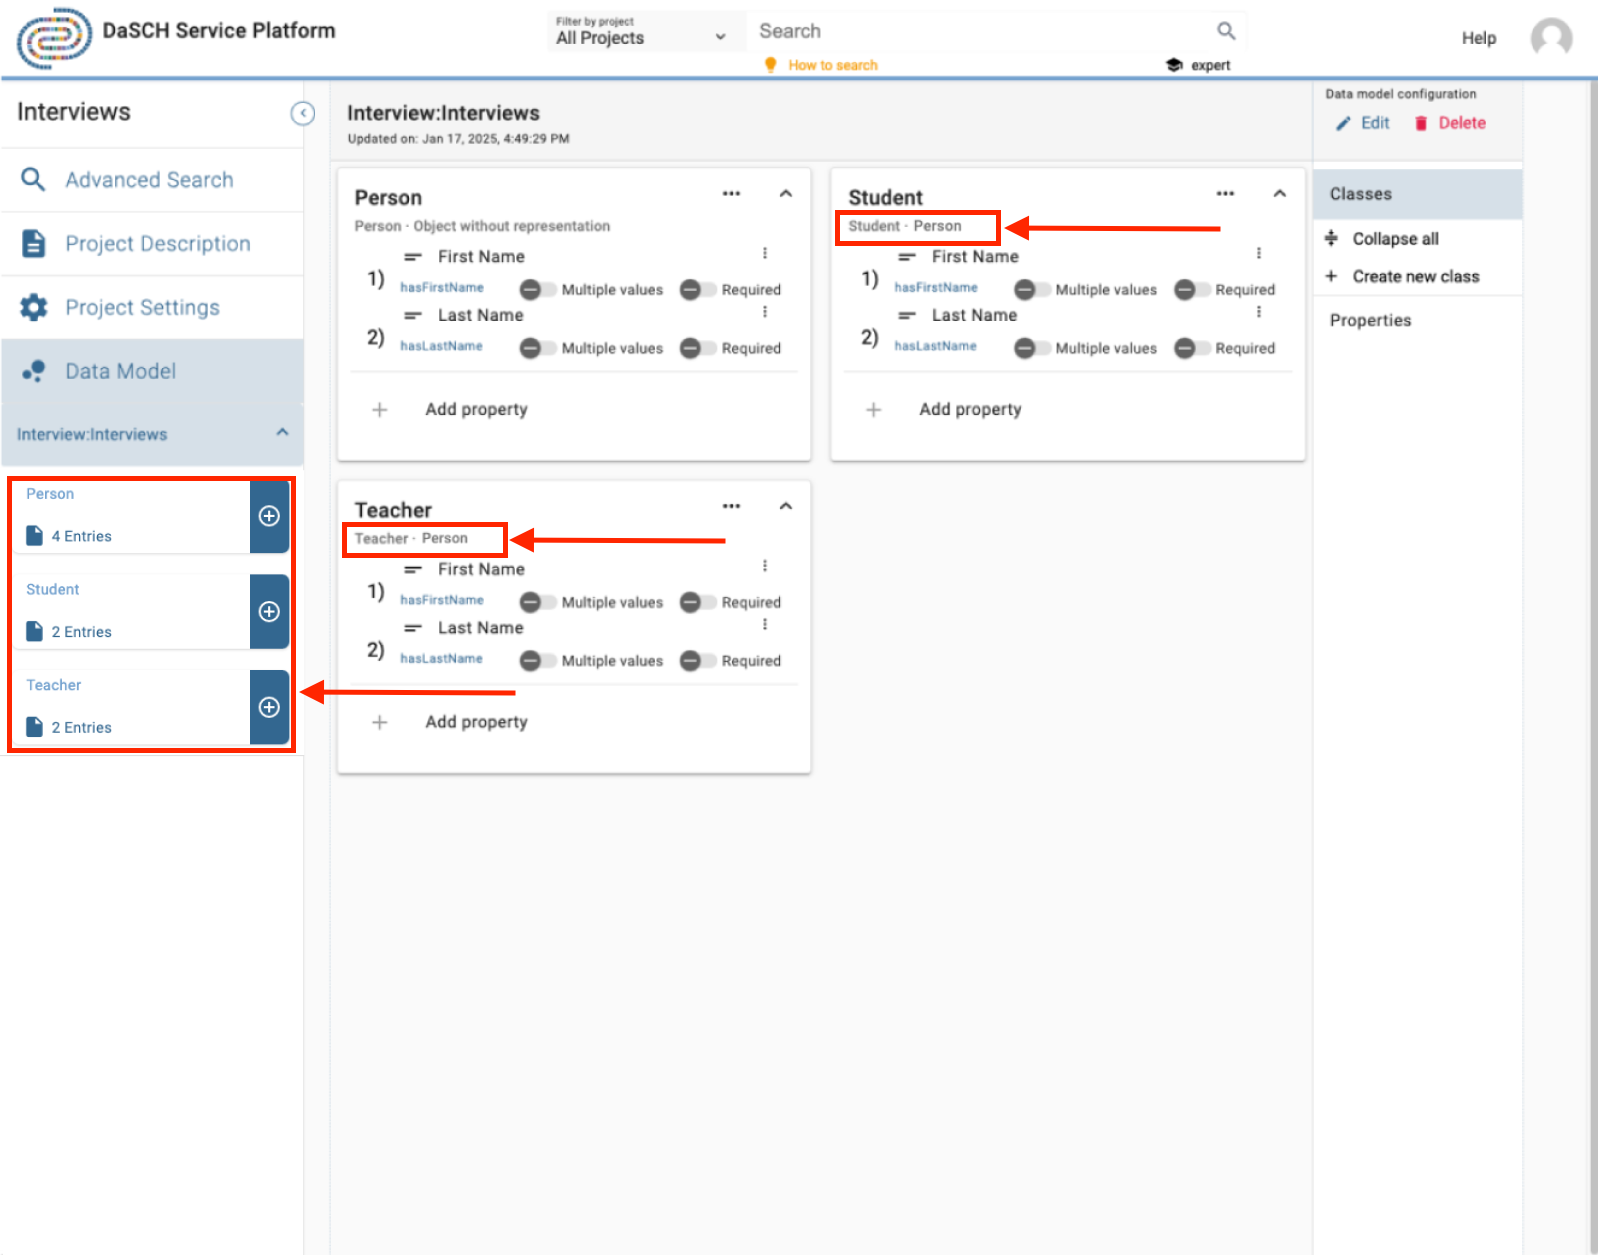 DaSCH Service Platform
Filter by project
All Projects
Search
How to search
expert
Help
Interviews
Advanced Search
Project Description
Project Settings
Data Model
Interview:Interviews
Person
4 Entries
Student
2 Entries
Teacher
2 Entries
Interview:Interviews
Updated on: Jan 17, 2025, 4:49:29 PM
Person
Person · Object without representation
1)
First Name
hasFirstName
Multiple values
Required
2)
Last Name
hasLastName
Multiple values
Required
Add property
Student
Student · Person
1)
First Name
hasFirstName
Multiple values
Required
2)
Last Name
hasLastName
Multiple values
Required
Add property
Teacher
Teacher · Person
1)
First Name
hasFirstName
Multiple values
Required
2)
Last Name
hasLastName
Multiple values
Required
Add property
Data model configuration
Edit
Delete
Classes
Collapse all
Create new class
Properties